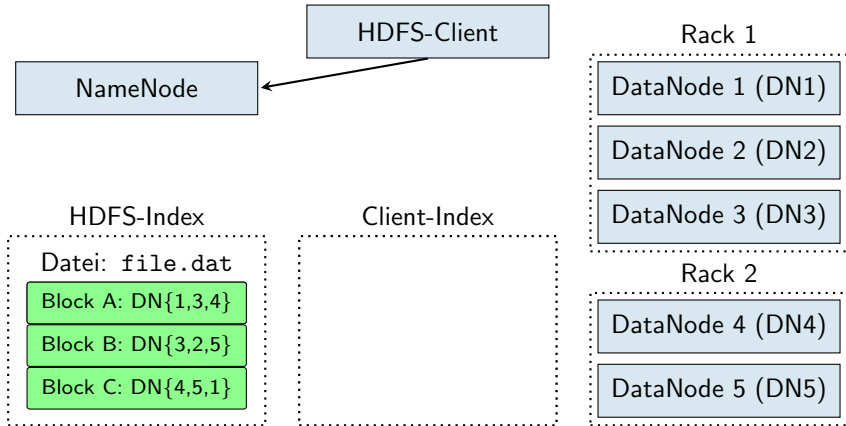 HDFS-Client
NameNode
Rack 1
DataNode 1 (DN1)
DataNode 2 (DN2)
DataNode 3 (DN3)
HDFS-Index
Datei: file.dat
Block A: DN{1,3,4}
Block B: DN{3,2,5}
Block C: DN{4,5,1}
Client-Index
Rack 2
DataNode 4 (DN4)
DataNode 5 (DN5)